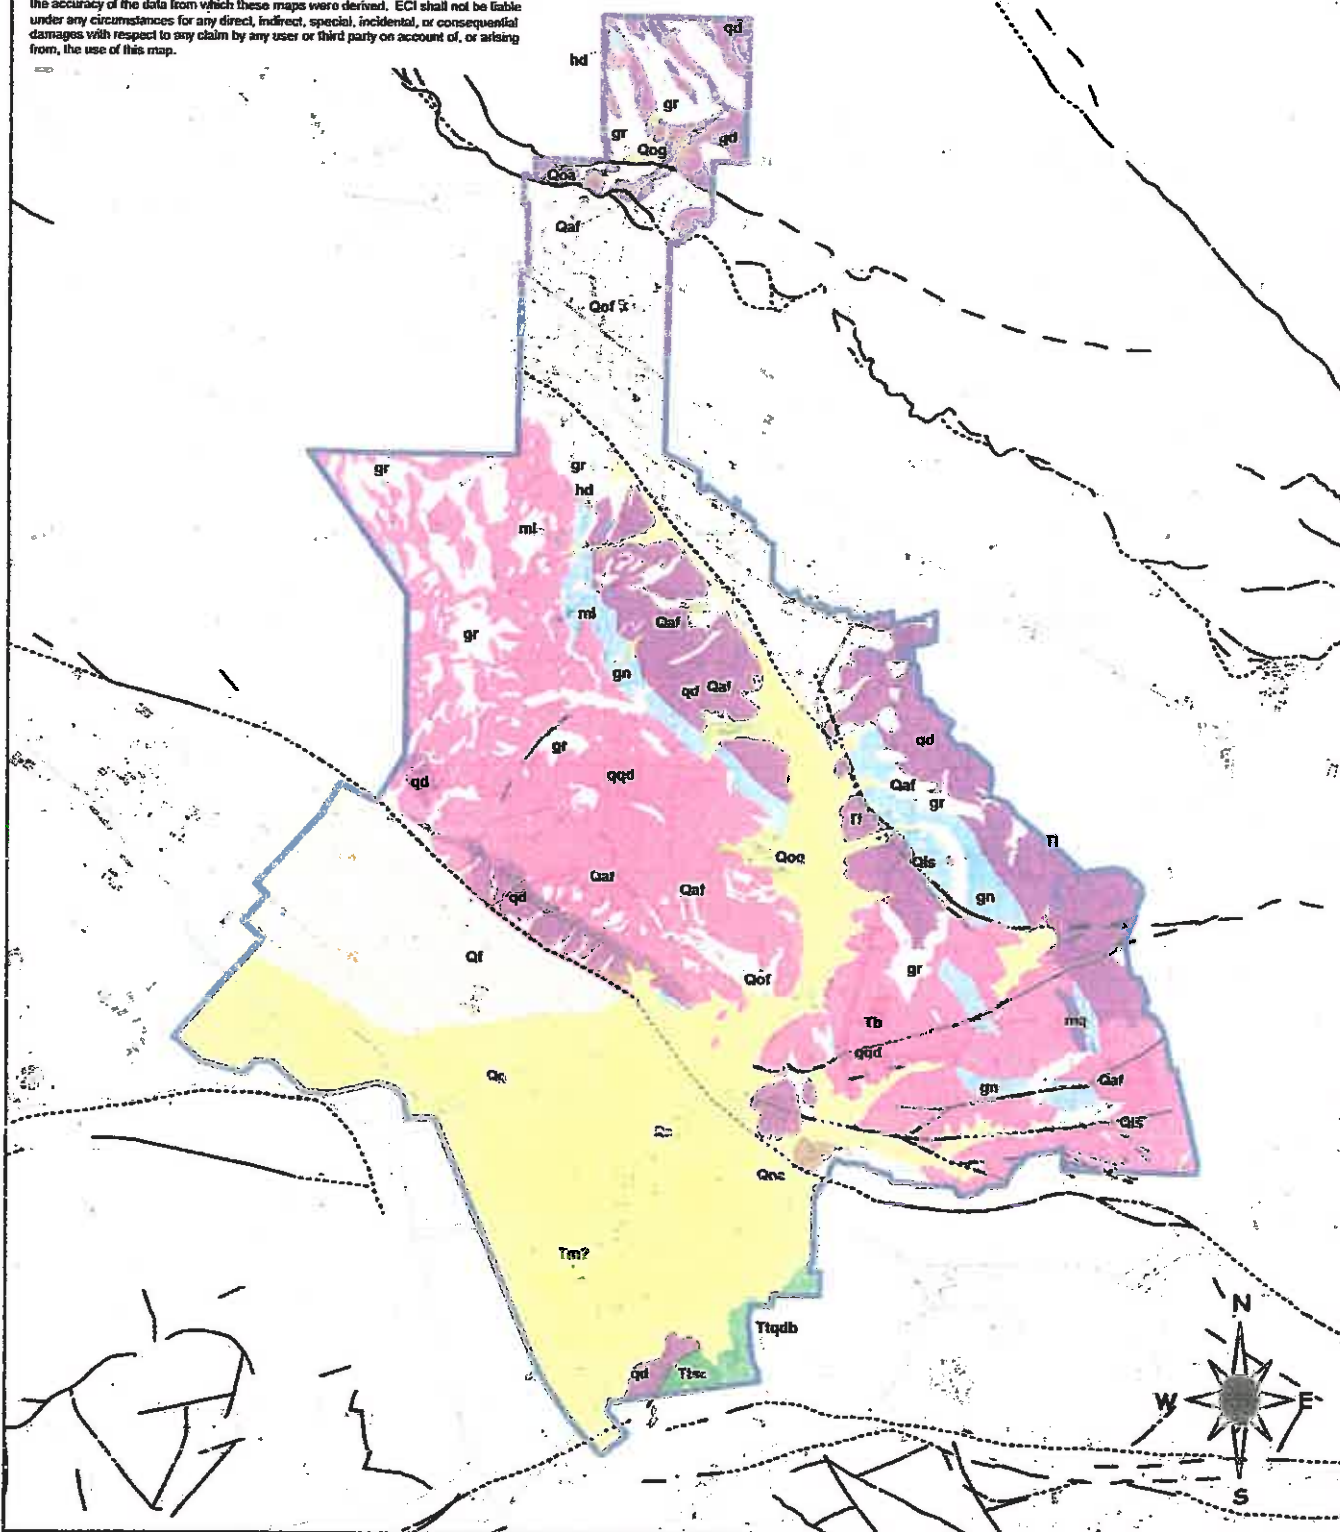 the accuracy of the data from which these maps were derived. ECI shall not be liable
under any circumstances for any direct, indirect, special, incidental, or consequential
damages with respect to any claim by any user or third party on account of, or arising
from, the use of this map.
qd
hd
gr
gr
qd
Qog
Qoa
Qaf
Qof
gr
gr
hd
ml
ml
Qaf
gr
gn
qd
Qaf
qd
gr
qqd
qd
Qaf
gr
Tl
Qoc
Qls
Qaf
Qaf
gn
qd
Qf
gr
Qof
Tb
mq
qqd
Qaf
gn
Qls
Tm?
N
Ttqdb
qd
Ttsc
W
E
S